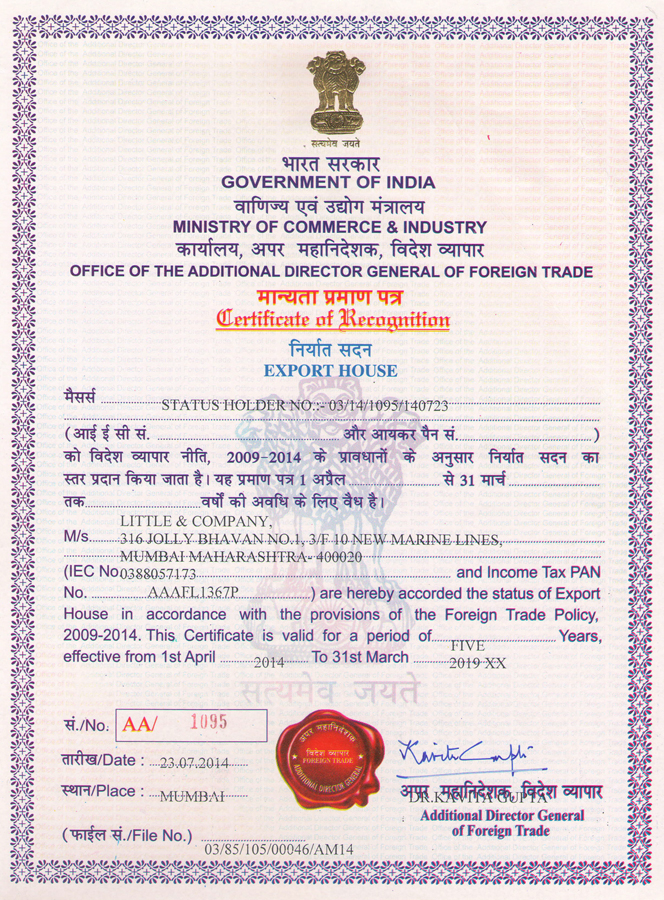 सत्यमेव जयते
भारत सरकार
GOVERNMENT OF INDIA
वाणिज्य एवं उद्योग मंत्रालय
MINISTRY OF COMMERCE & INDUSTRY
कार्यालय, अपर महानिदेशक, विदेश व्यापार
OFFICE OF THE ADDITIONAL DIRECTOR GENERAL OF FOREIGN TRADE
मान्यता प्रमाण पत्र
Certificate of Recognition
निर्यात सदन
EXPORT HOUSE
मैसर्स STATUS HOLDER NO.:- 03/14/1095/140723
(आई ई सी सं. और आयकर पैन सं. )
को विदेश व्यापार नीति, 2009-2014 के प्रावधानों के अनुसार निर्यात सदन का
स्तर प्रदान किया जाता है। यह प्रमाण पत्र 1 अप्रैल से 31 मार्च
तक वर्षों की अवधि के लिए वैध है।
LITTLE & COMPANY,
M/s. 316 JOLLY BHAVAN NO.1, 3/F 10 NEW MARINE LINES,
MUMBAI MAHARASHTRA- 400020
(IEC No 0388057173 and Income Tax PAN
No. AAAFL1367P ) are hereby accorded the status of Export
House in accordance with the provisions of the Foreign Trade Policy,
2009-2014. This Certificate is valid for a period of FIVE Years,
effective from 1st April 2014 To 31st March 2019 XX
सत्यमेव जयते
सं./No. AA/ 1095
तारीख/Date : 23.07.2014
स्थान/Place : MUMBAI
(फाईल सं./File No.) 03/85/105/00046/AM14
अपर महानिदेशक
विदेश व्यापार
FOREIGN TRADE
ADDITIONAL DIRECTOR GENERAL
Kavita Gupta
अपर महानिदेशक, विदेश व्यापार
DR.KAVITA GUPTA
Additional Director General
of Foreign Trade